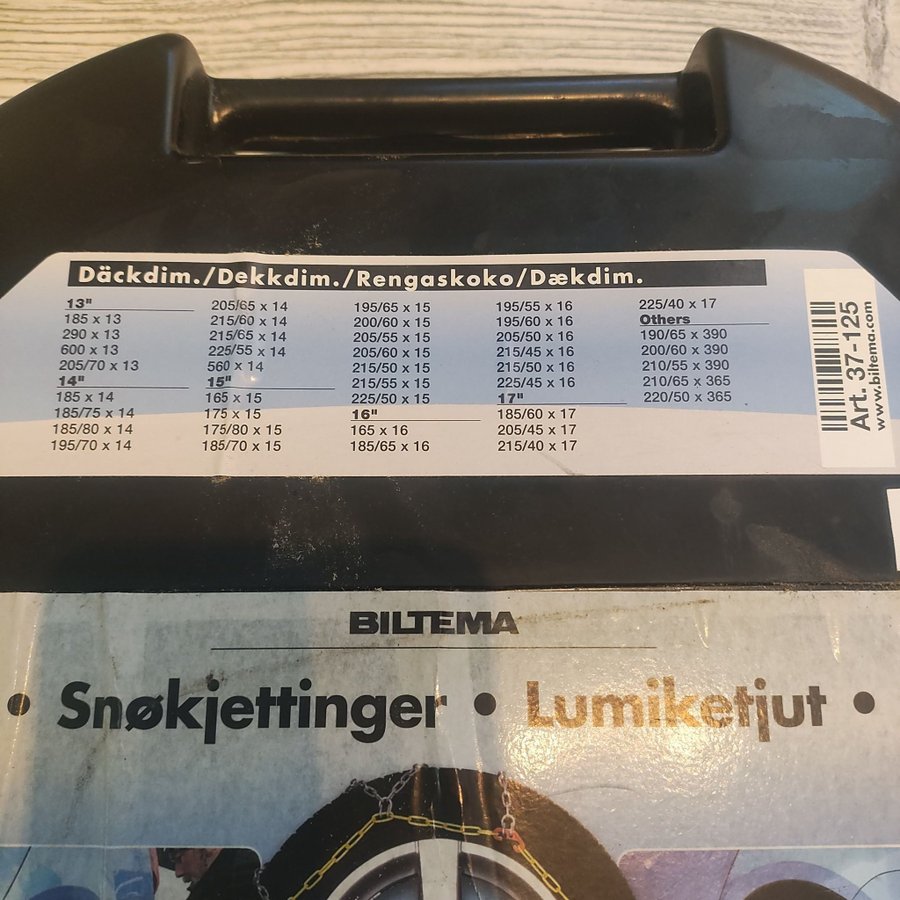 Däckdim./Dekkdim./Rengaskoko/Dækdim.
13"
185 x 13
290 x 13
600 x 13
205/70 x 13
14"
185 x 14
185/75 x 14
185/80 x 14
195/70 x 14
205/65 x 14
215/60 x 14
215/65 x 14
225/55 x 14
560 x 14
15"
165 x 15
175 x 15
175/80 x 15
185/70 x 15
195/65 x 15
200/60 x 15
205/55 x 15
205/60 x 15
215/50 x 15
215/55 x 15
225/50 x 15
16"
165 x 16
185/65 x 16
195/55 x 16
195/60 x 16
205/50 x 16
215/45 x 16
215/50 x 16
225/45 x 16
17"
185/60 x 17
205/45 x 17
215/40 x 17
225/40 x 17
Others
190/65 x 390
200/60 x 390
210/55 x 390
210/65 x 365
220/50 x 365
Art. 37-125
www.biltema.com
BILTEMA
• Snøkjettinger • Lumiketjut •